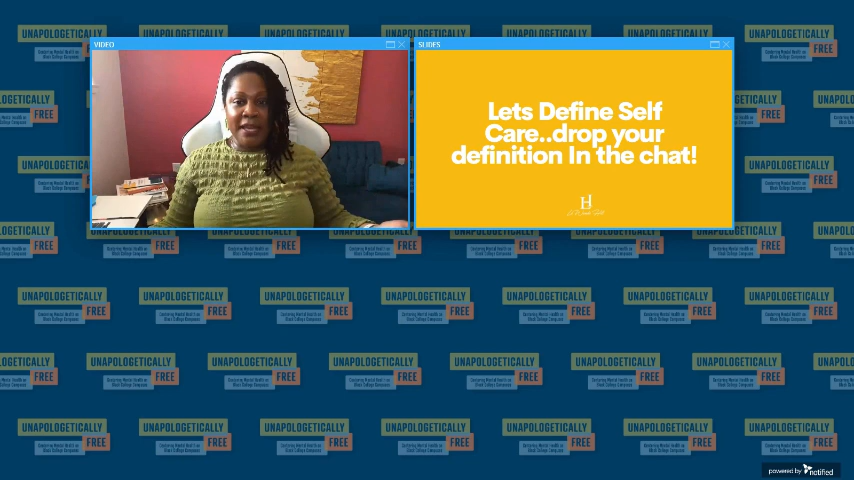 VIDEO
SLIDES
Lets Define Self
Care..drop your
definition In the chat!
H
UNAPOLOGETICALLY
FREE
Centering Mental Health on
Black College Campuses
powered by notified